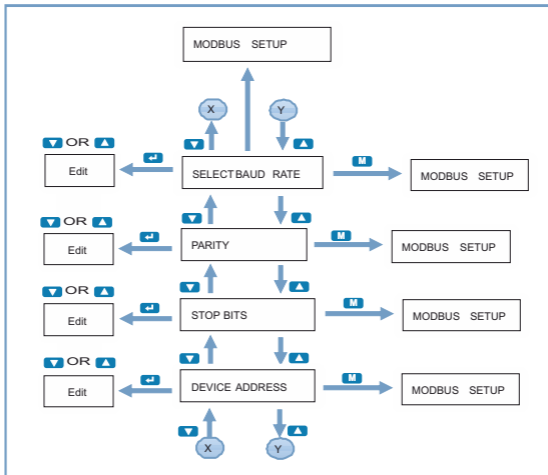 MODBUS SETUP
X
Y
OR
Edit
SELECT BAUD RATE
M
MODBUS SETUP
OR
Edit
PARITY
M
MODBUS SETUP
OR
Edit
STOP BITS
M
MODBUS SETUP
OR
Edit
DEVICE ADDRESS
M
MODBUS SETUP
X
Y